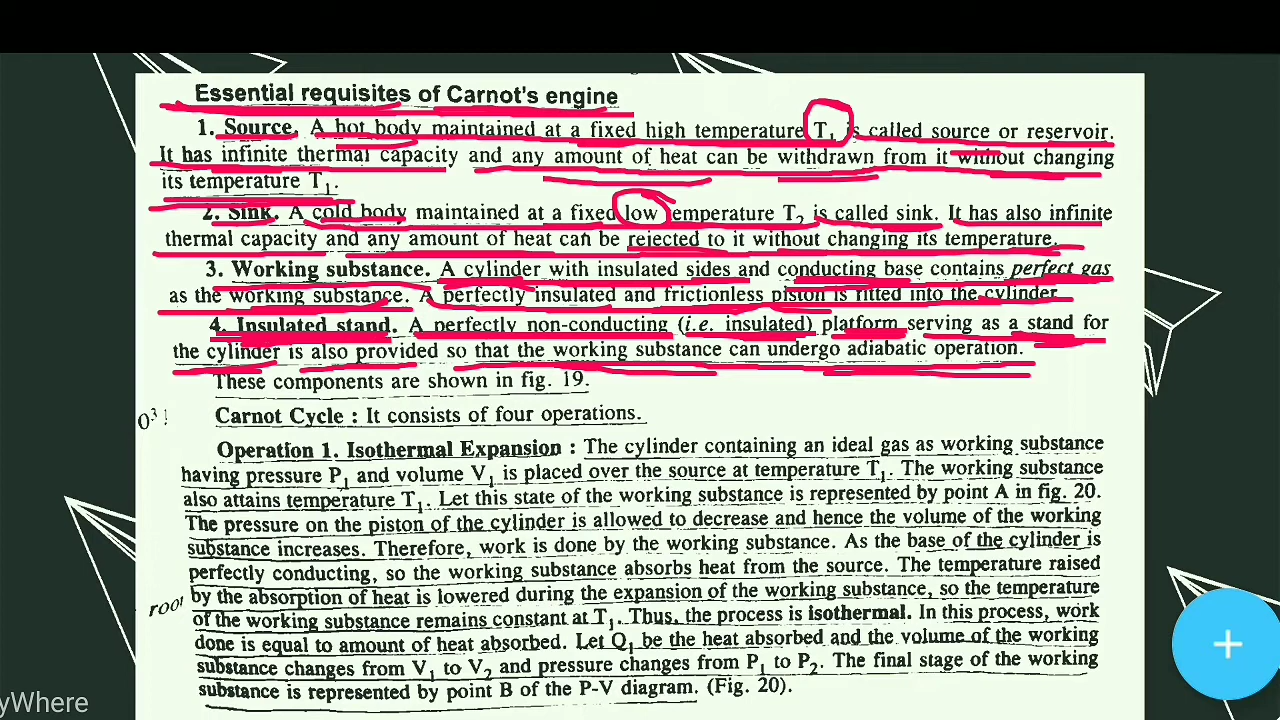 Essential requisites of Carnot's engine
1. Source. A hot body maintained at a fixed high temperature T₁ is called source or reservoir.
It has infinite thermal capacity and any amount of heat can be withdrawn from it without changing
its temperature T₁.
2. Sink. A cold body maintained at a fixed low temperature T₂ is called sink. It has also infinite
thermal capacity and any amount of heat can be rejected to it without changing its temperature.
3. Working substance. A cylinder with insulated sides and conducting base contains perfect gas
as the working substance. A perfectly insulated and frictionless piston is fitted into the cylinder
4. Insulated stand. A perfectly non-conducting (i.e. insulated) platform serving as a stand for
the cylinder is also provided so that the working substance can undergo adiabatic operation.
These components are shown in fig. 19.
Carnot Cycle : It consists of four operations.
Operation 1. Isothermal Expansion : The cylinder containing an ideal gas as working substance
having pressure P₁ and volume V₁ is placed over the source at temperature T₁. The working substance
also attains temperature T₁. Let this state of the working substance is represented by point A in fig. 20.
The pressure on the piston of the cylinder is allowed to decrease and hence the volume of the working
substance increases. Therefore, work is done by the working substance. As the base of the cylinder is
perfectly conducting, so the working substance absorbs heat from the source. The temperature raised
root by the absorption of heat is lowered during the expansion of the working substance, so the temperature
of the working substance remains constant at T₁. Thus, the process is isothermal. In this process, work
done is equal to amount of heat absorbed. Let Q₁ be the heat absorbed and the volume of the working
substance changes from V₁ to V₂ and pressure changes from P₁ to P₂. The final stage of the working
substance is represented by point B of the P-V diagram. (Fig. 20).
yWhere